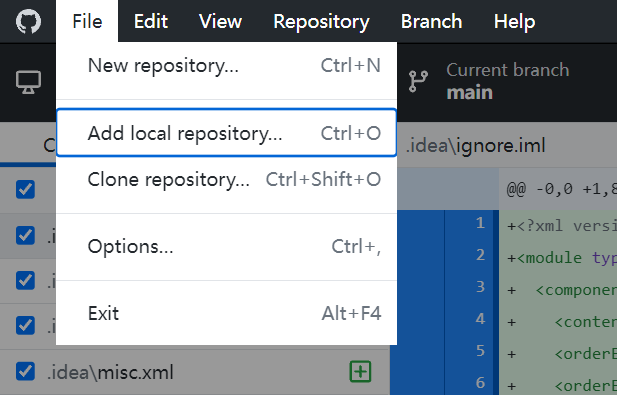 File Edit View Repository Branch Help
New repository... Ctrl+N
Current branch
main
Add local repository... Ctrl+O
.idea\ignore.iml
Clone repository... Ctrl+Shift+O
@@ -0,0 +1,8
1 +<?xml versi
2 +<module typ
Options... Ctrl+,
3 + <componen
Exit Alt+F4
4 + <conten
5 + <orderE
.idea\misc.xml
6 + <orderE